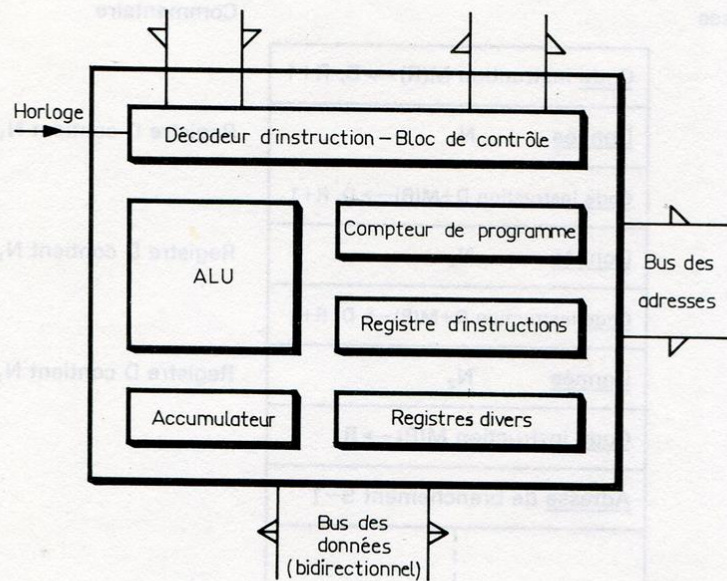 Horloge
Décodeur d'instruction – Bloc de contrôle
ALU
Compteur de programme
Registre d'instructions
Accumulateur
Registres divers
Bus des
adresses
Bus des
données
(bidirectionnel)